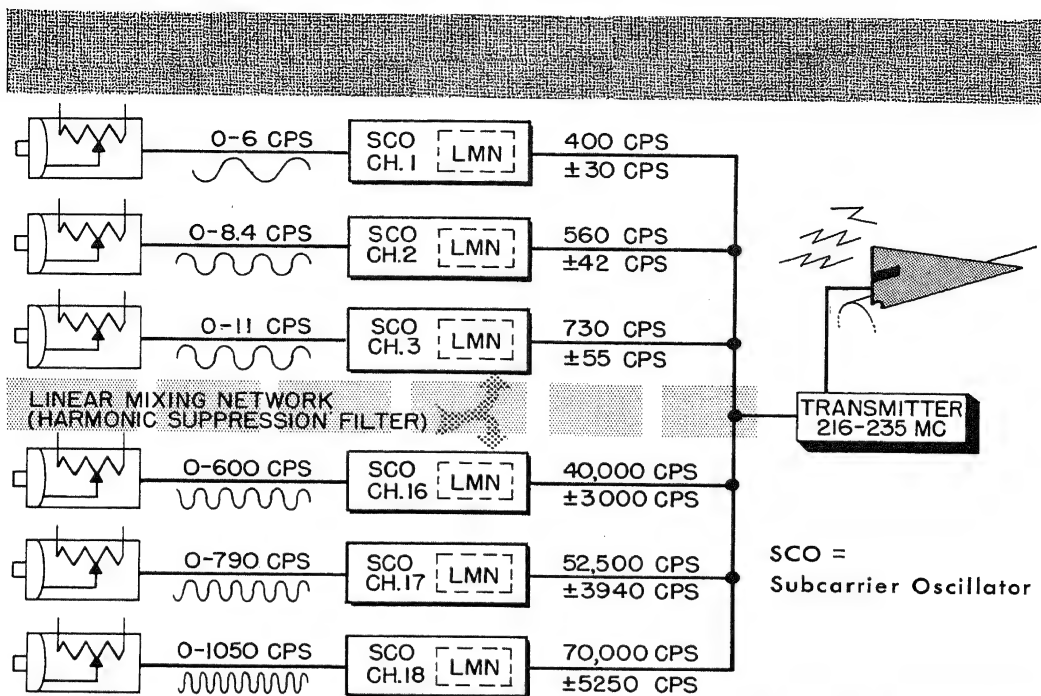 0-6 CPS
SCO
CH.1
LMN
400 CPS
±30 CPS
0-8.4 CPS
SCO
CH.2
LMN
560 CPS
±42 CPS
0-11 CPS
SCO
CH.3
LMN
730 CPS
±55 CPS
LINEAR MIXING NETWORK
(HARMONIC SUPPRESSION FILTER)
TRANSMITTER
216-235 MC
0-600 CPS
SCO
CH.16
LMN
40,000 CPS
±3000 CPS
0-790 CPS
SCO
CH.17
LMN
52,500 CPS
±3940 CPS
SCO =
Subcarrier Oscillator
0-1050 CPS
SCO
CH.18
LMN
70,000 CPS
±5250 CPS